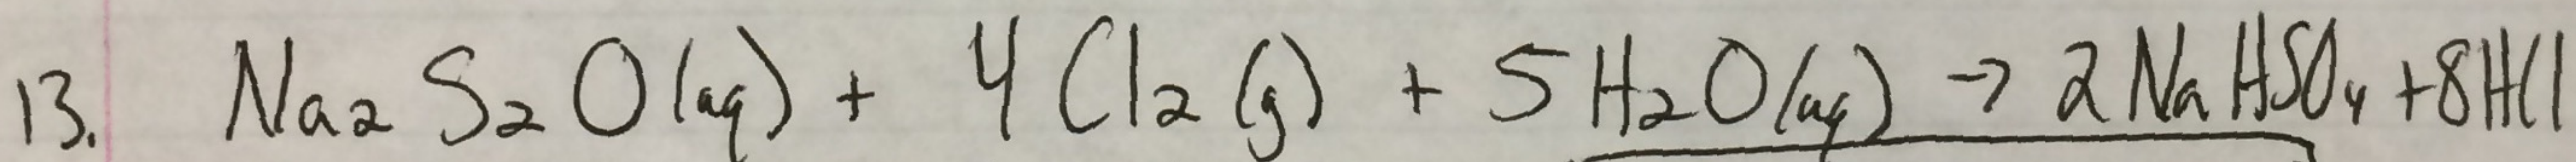 13. Na₂S₂O(aq) + 4Cl₂(g) + 5H₂O(aq) → 2NaHSO₄ + 8HCl